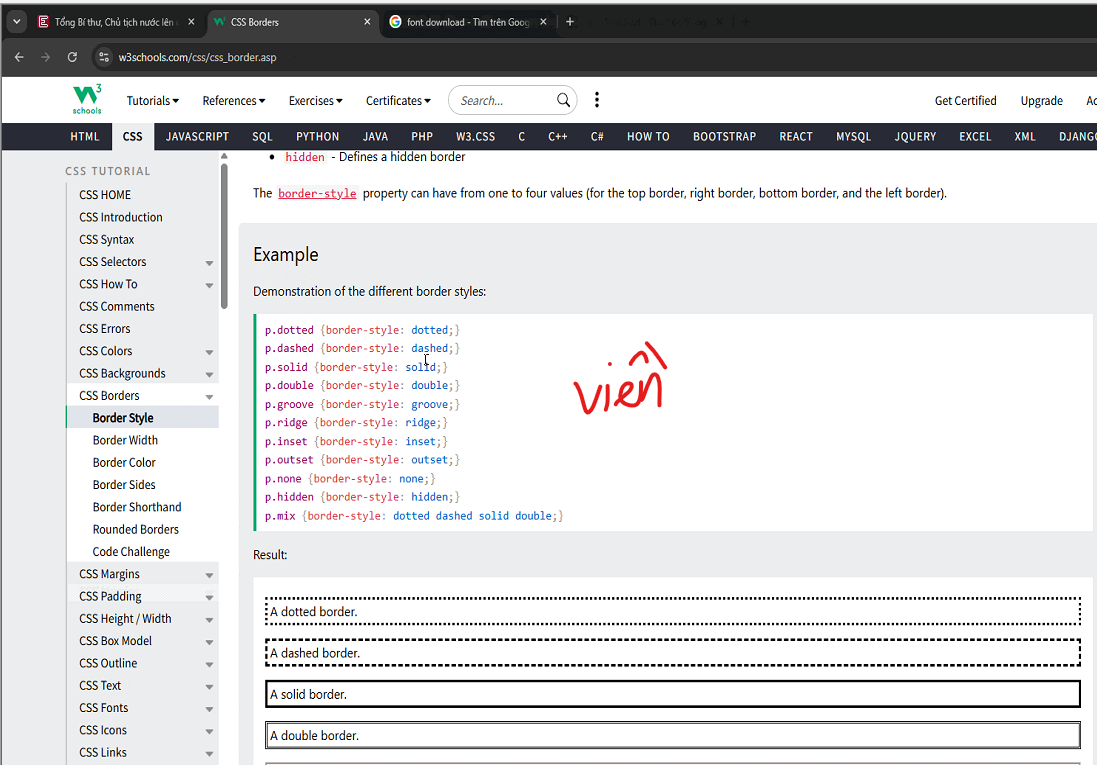 Tổng Bí thư, Chủ tịch nước lên
CSS Borders
font download - Tìm trên Goog
w3schools.com/css/css_border.asp
W3
schools
Tutorials
References
Exercises
Certificates
Search...
Get Certified
Upgrade
HTML CSS JAVASCRIPT SQL PYTHON JAVA PHP W3.CSS C C++ C# HOW TO BOOTSTRAP REACT MYSQL JQUERY EXCEL XML DJANGO
CSS TUTORIAL
CSS HOME
CSS Introduction
CSS Syntax
CSS Selectors
CSS How To
CSS Comments
CSS Errors
CSS Colors
CSS Backgrounds
CSS Borders
Border Style
Border Width
Border Color
Border Sides
Border Shorthand
Rounded Borders
Code Challenge
CSS Margins
CSS Padding
CSS Height / Width
CSS Box Model
CSS Outline
CSS Text
CSS Fonts
CSS Icons
CSS Links
• hidden - Defines a hidden border
The border-style property can have from one to four values (for the top border, right border, bottom border, and the left border).
Example
Demonstration of the different border styles:
p.dotted {border-style: dotted;}
p.dashed {border-style: dashed;}
p.solid {border-style: solid;}
p.double {border-style: double;}
p.groove {border-style: groove;}
p.ridge {border-style: ridge;}
p.inset {border-style: inset;}
p.outset {border-style: outset;}
p.none {border-style: none;}
p.hidden {border-style: hidden;}
p.mix {border-style: dotted dashed solid double;}
viền
Result:
A dotted border.
A dashed border.
A solid border.
A double border.